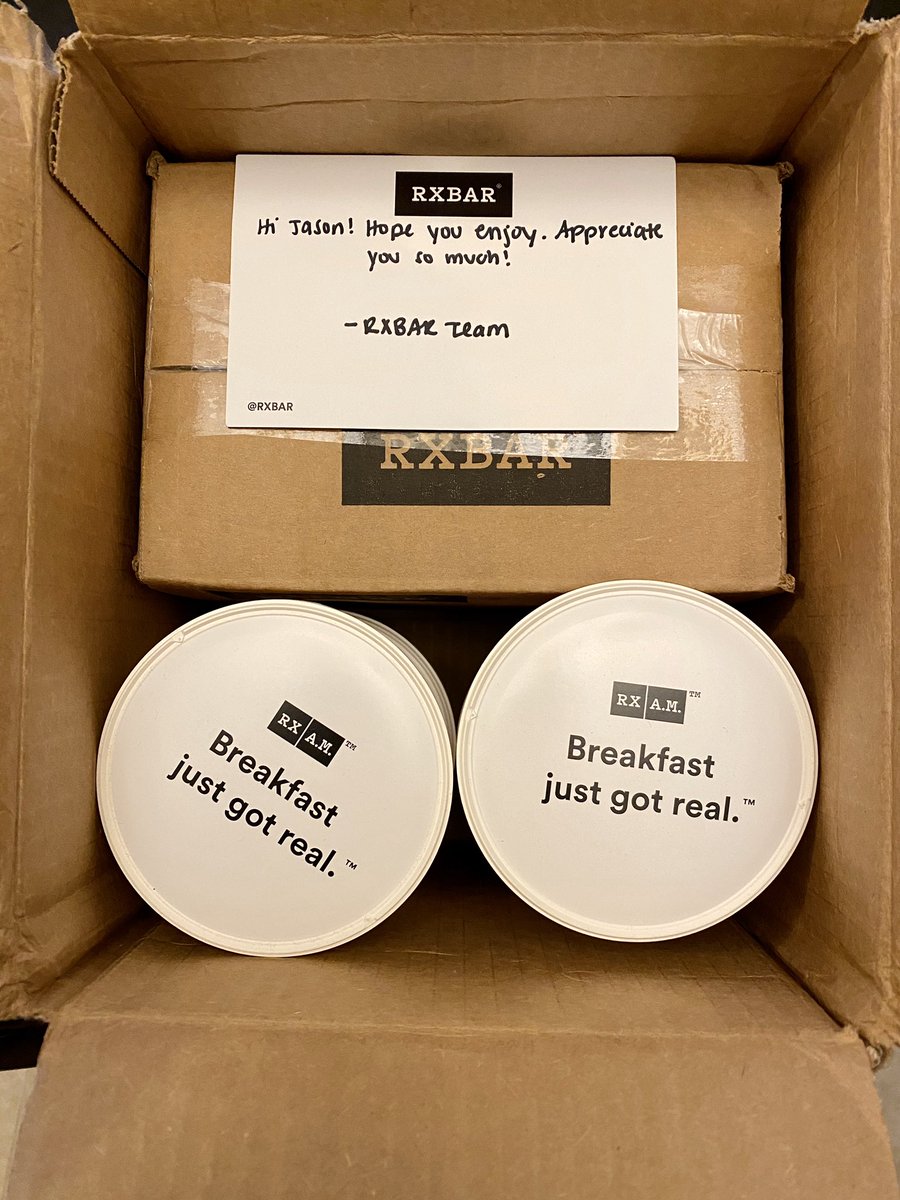 RXBAR®
Hi Jason! Hope you enjoy. Appreciate
you so much!
- RXBAR Team
@RXBAR
RXBAR
RX A.M.™
Breakfast
just got real.™
RX A.M.™
Breakfast
just got real.™